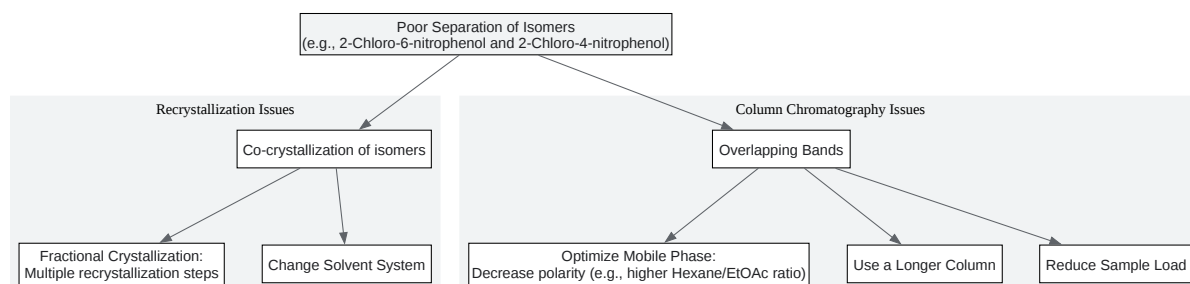 Poor Separation of Isomers
(e.g., 2-Chloro-6-nitrophenol and 2-Chloro-4-nitrophenol)
Recrystallization Issues
Column Chromatography Issues
Co-crystallization of isomers
Overlapping Bands
Fractional Crystallization:
Multiple recrystallization steps
Change Solvent System
Optimize Mobile Phase:
Decrease polarity (e.g., higher Hexane/EtOAc ratio)
Use a Longer Column
Reduce Sample Load